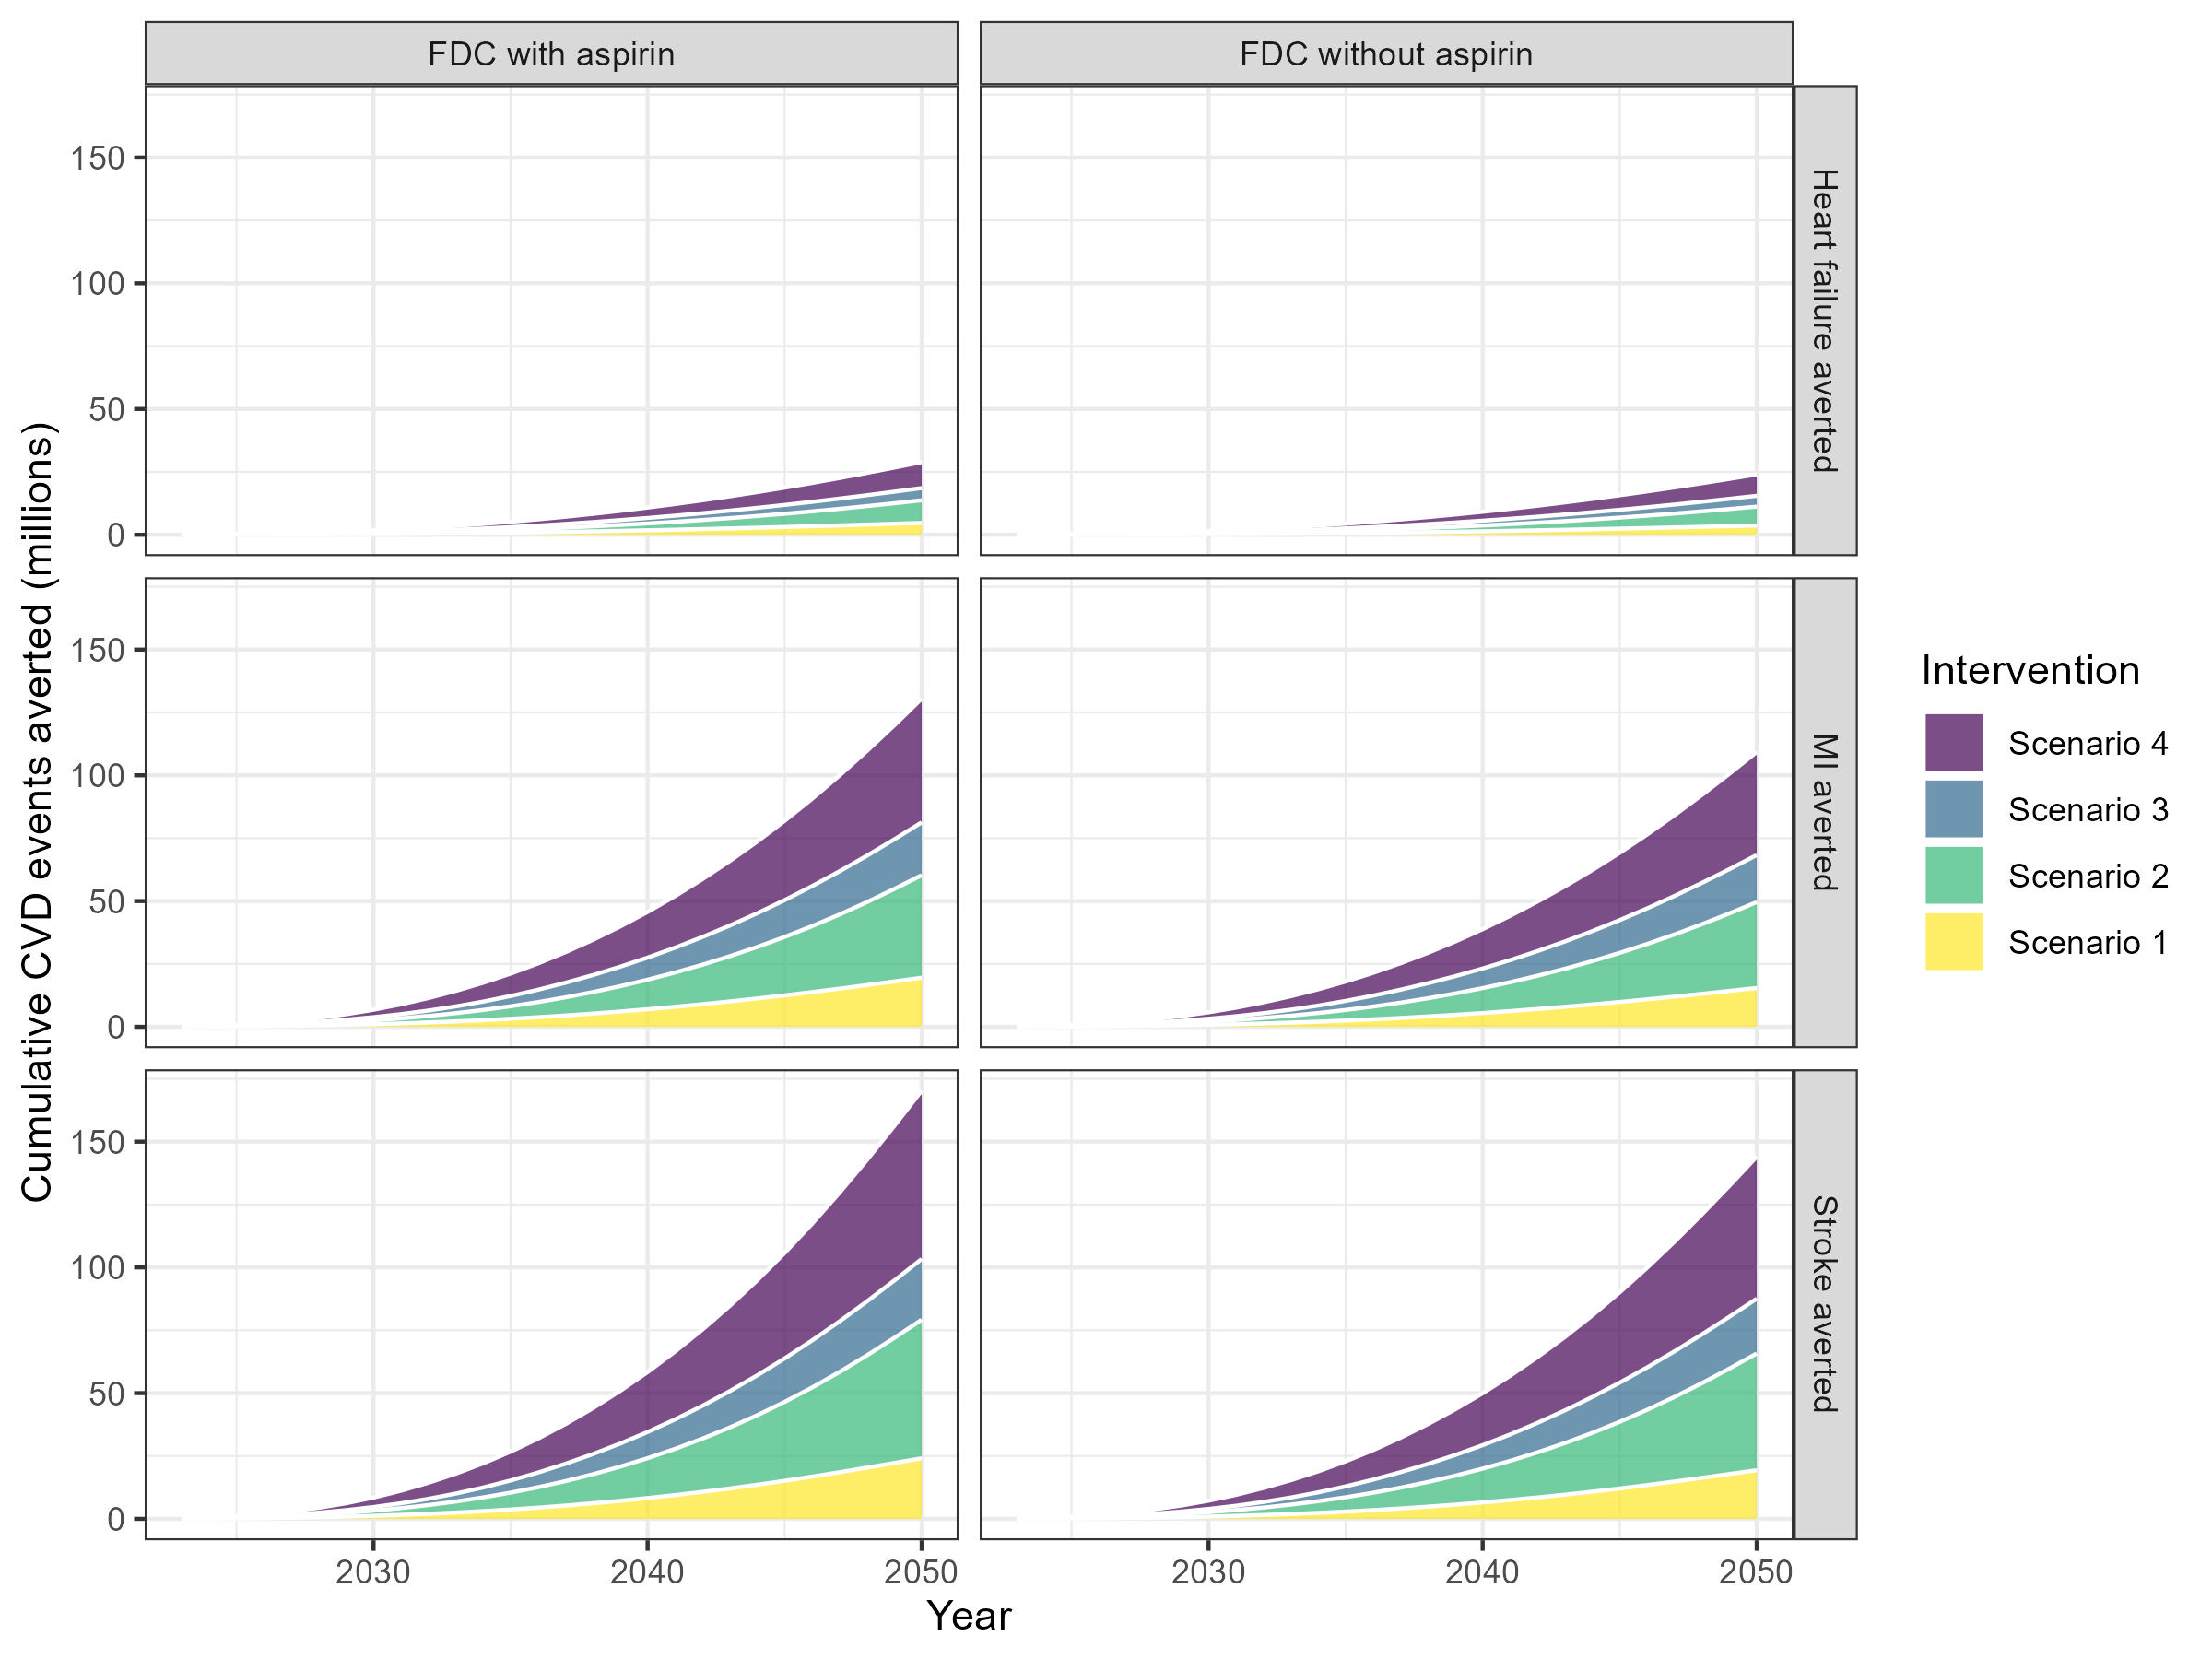 FDC with aspirin
FDC without aspirin
150
100
50
0
Heart failure averted
150
100
50
0
MI averted
150
100
50
0
Stroke averted
2030
2040
2050
2030
2040
2050
Year
Cumulative CVD events averted (millions)
Intervention
Scenario 4
Scenario 3
Scenario 2
Scenario 1